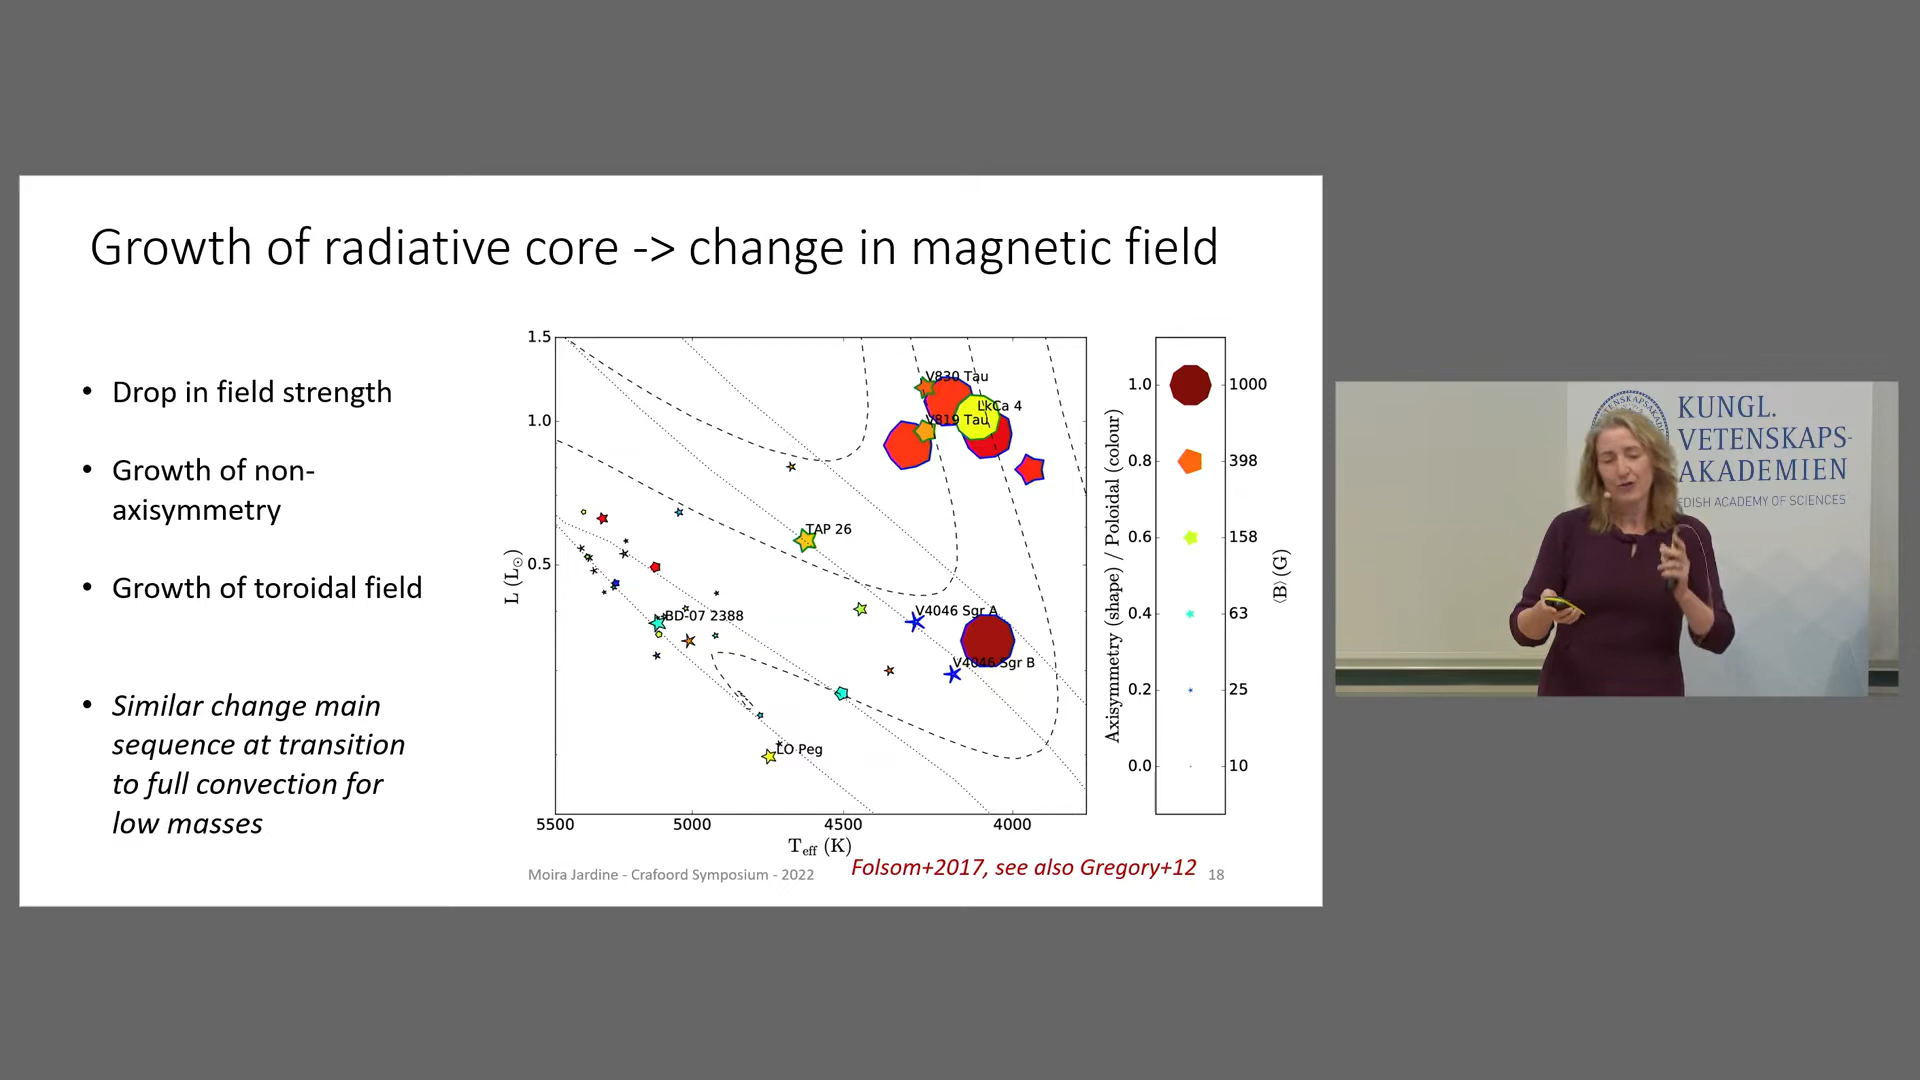 Growth of radiative core -> change in magnetic field
• Drop in field strength
• Growth of non-
axisymmetry
• Growth of toroidal field
• Similar change main
sequence at transition
to full convection for
low masses
1.5
1.0
0.5
L (L☉)
5500
5000
4500
4000
Teff (K)
V830 Tau
LkCa 4
V819 Tau
TAP 26
V4046 Sgr A
BD-07 2388
V4046 Sgr B
LO Peg
Axisymmetry (shape) / Poloidal (colour)
1.0
1000
0.8
398
0.6
158
0.4
63
0.2
25
0.0
10
⟨B⟩ (G)
Folsom+2017, see also Gregory+12
Moira Jardine - Crafoord Symposium - 2022
18
KUNGL.
VETENSKAPS-
AKADEMIEN
EDISH ACADEMY OF SCIENCES